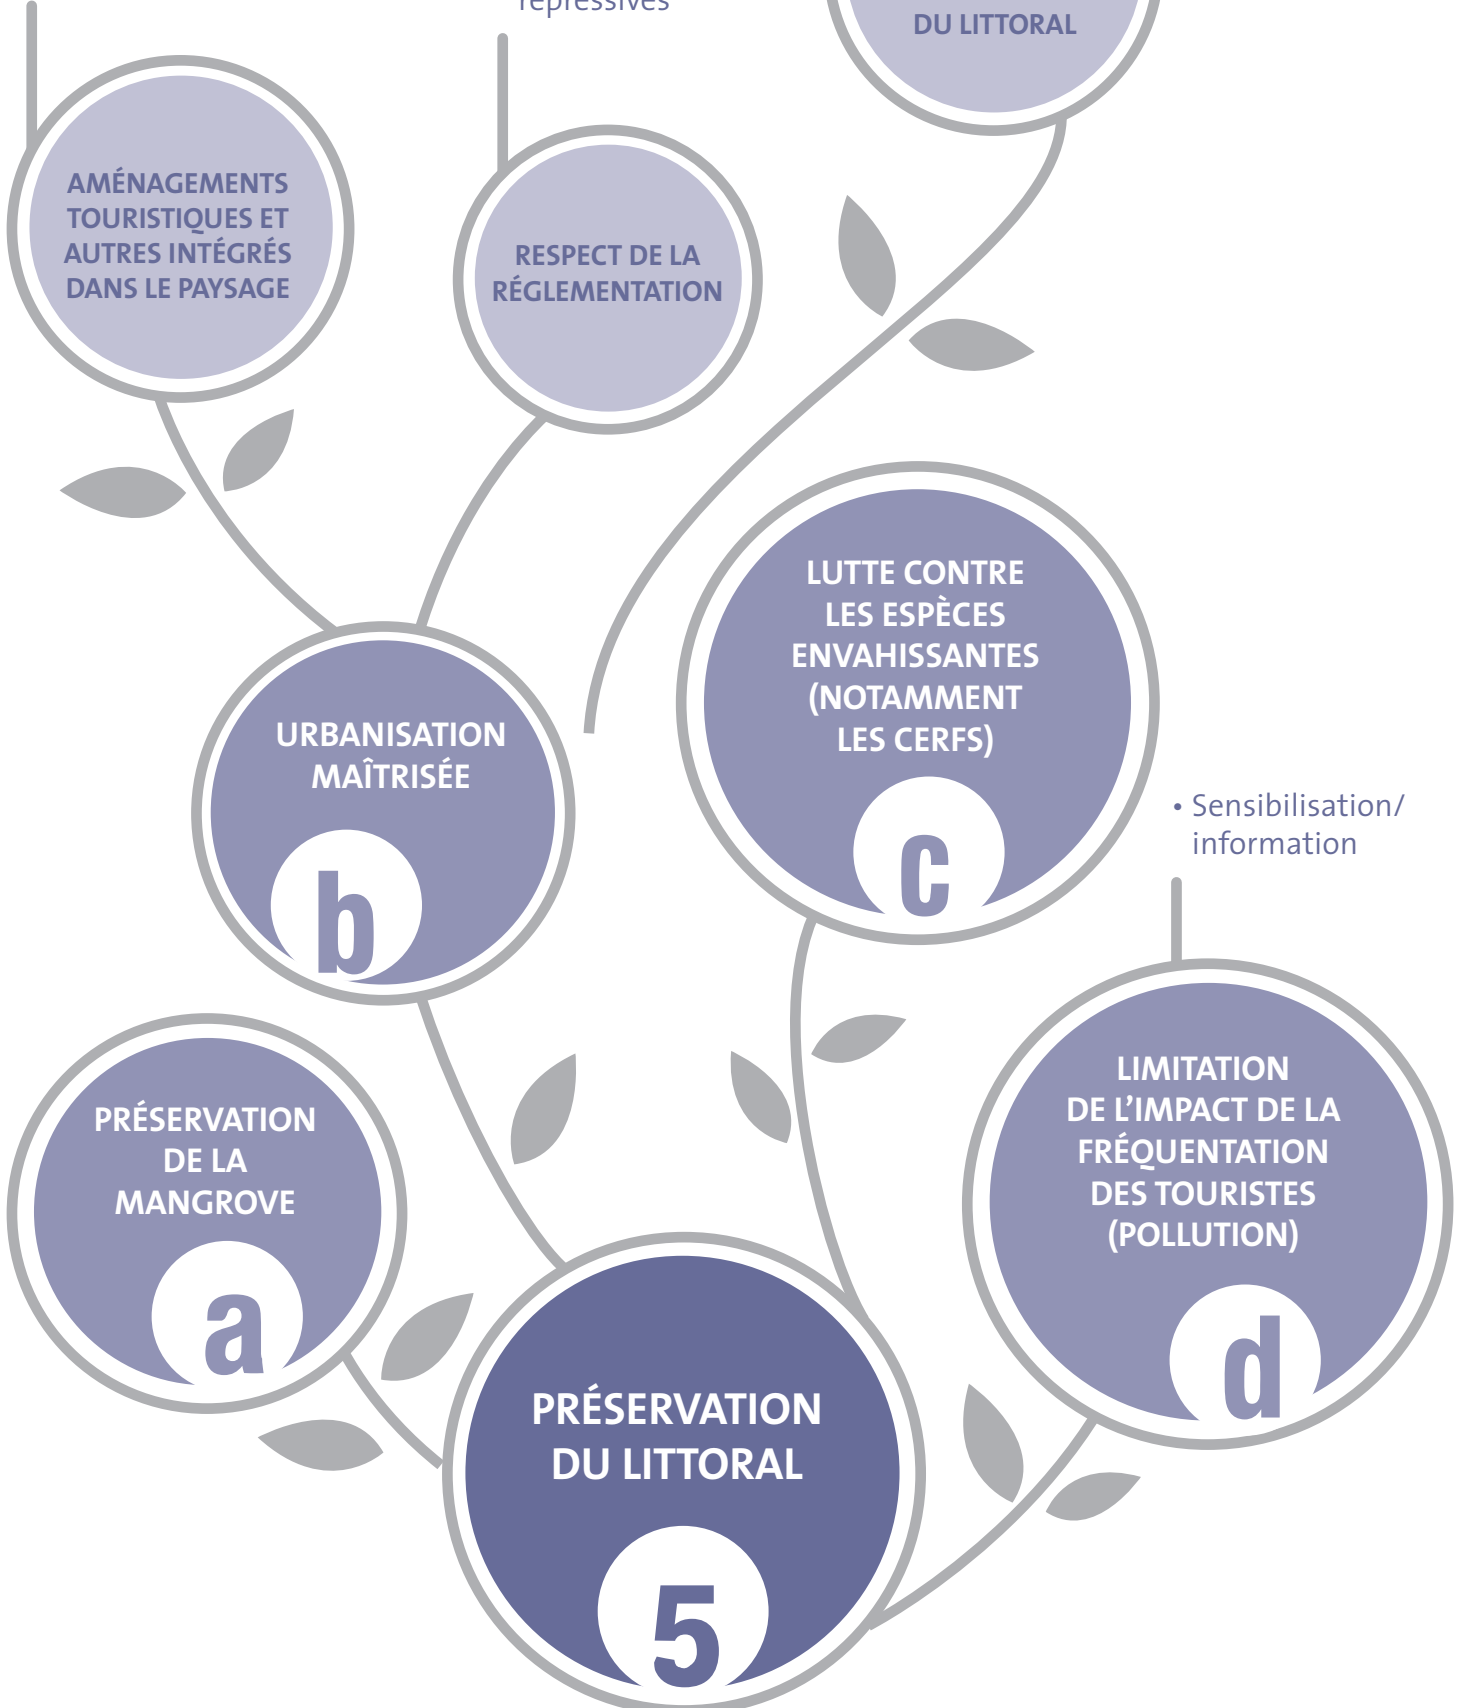 répressives
DU LITTORAL
AMÉNAGEMENTS
TOURISTIQUES ET
AUTRES INTÉGRÉS
DANS LE PAYSAGE
RESPECT DE LA
RÉGLEMENTATION
LUTTE CONTRE
LES ESPÈCES
ENVAHISSANTES
(NOTAMMENT
LES CERFS)
c
URBANISATION
MAÎTRISÉE
b
• Sensibilisation/
information
PRÉSERVATION
DE LA
MANGROVE
a
LIMITATION
DE L’IMPACT DE LA
FRÉQUENTATION
DES TOURISTES
(POLLUTION)
d
PRÉSERVATION
DU LITTORAL
5